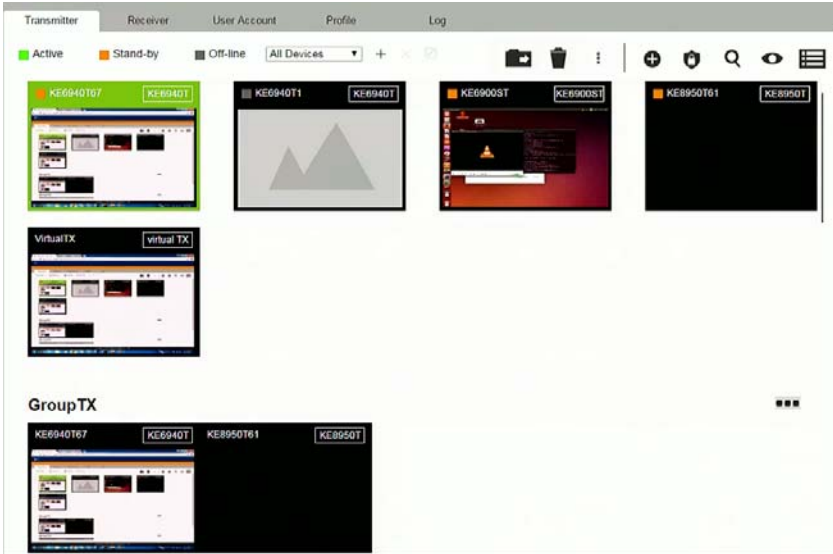 Transmitter Receiver User Account Profile Log
Active Stand-by Off-line All Devices
KE6940T67 KE6940T KE6940T1 KE6940T KE6900ST KE6900ST KE8950T61 KE8950T
VirtualTX virtual TX
GroupTX
KE6940T67 KE6940T KE8950T61 KE8950T